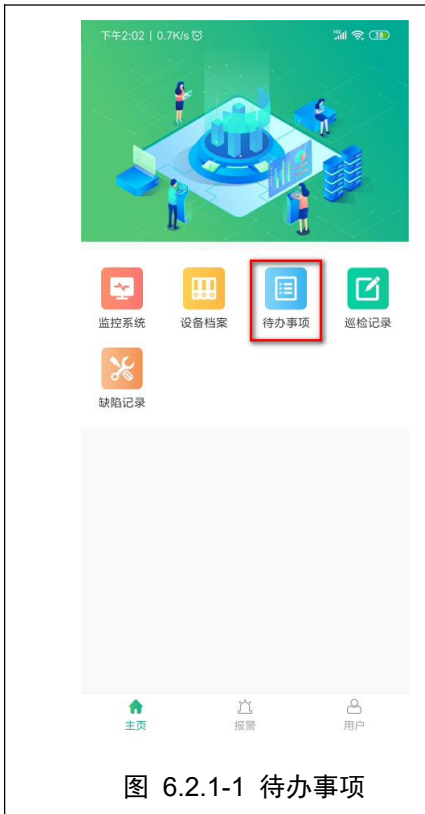 下午2:02 | 0.7K/s
38
监控系统 设备档案 待办事项 巡检记录
缺陷记录
主页 报警 用户
图 6.2.1-1 待办事项